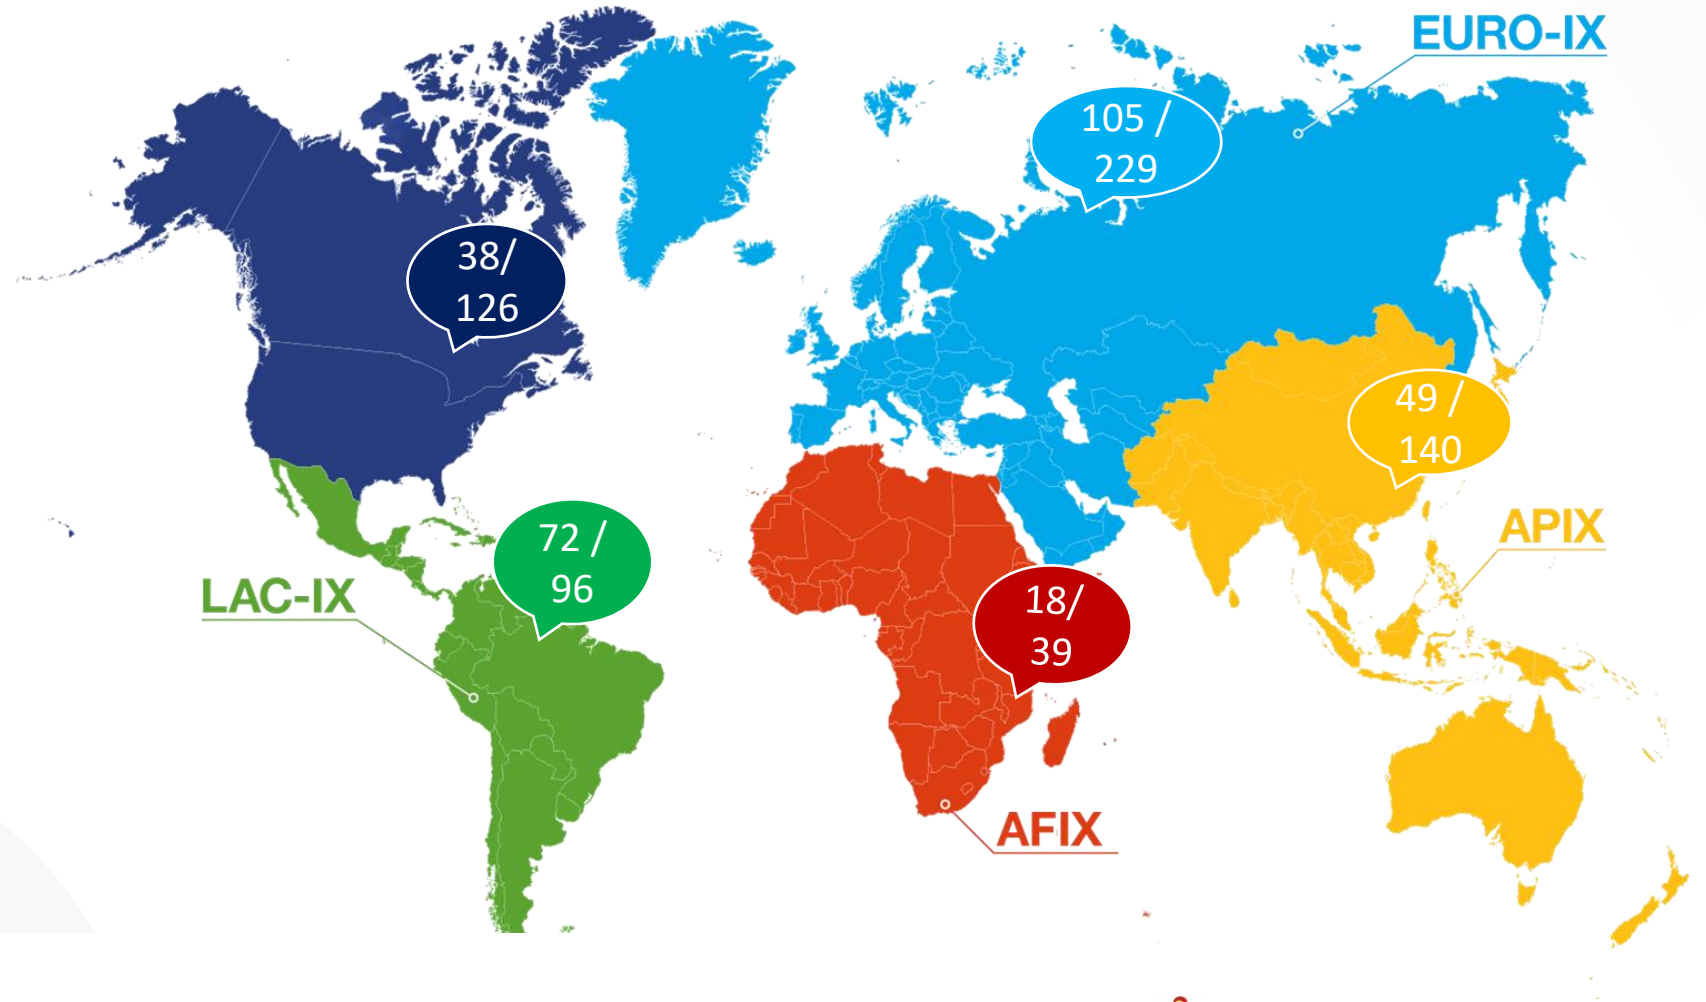 EURO-IX
105 /
229
38/
126
49 /
140
APIX
72 /
96
LAC-IX
18/
39
AFIX